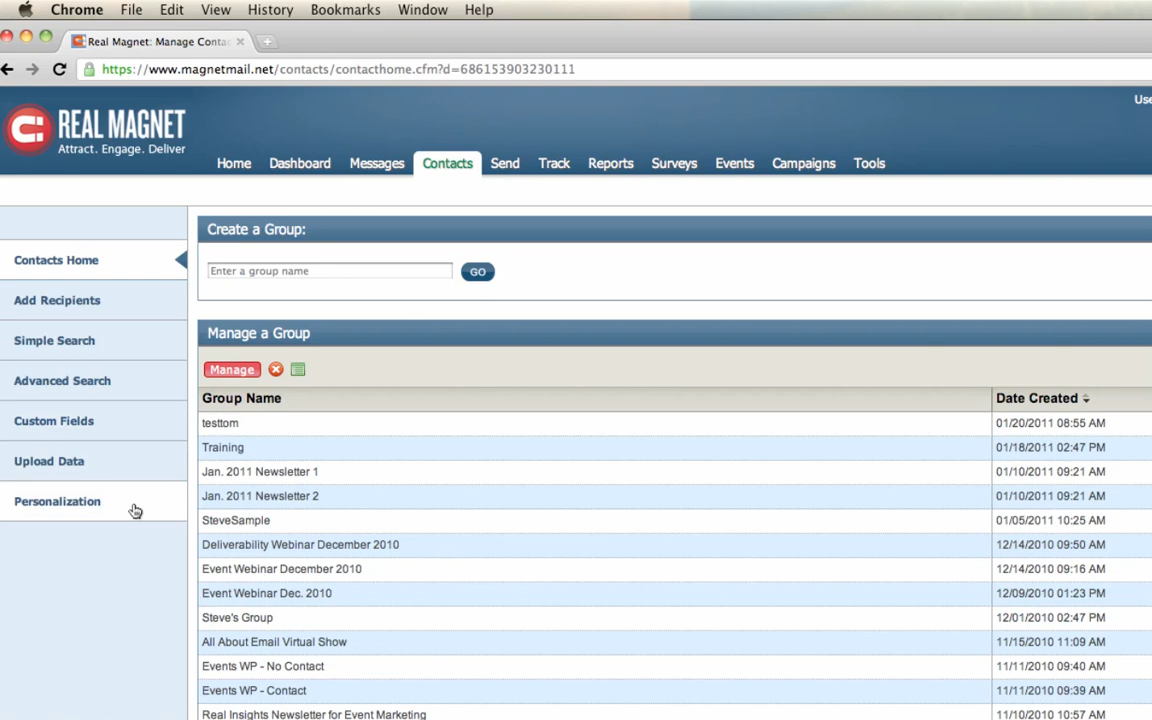 Chrome File Edit View History Bookmarks Window Help
Real Magnet: Manage Conta
https://www.magnetmail.net/contacts/contacthome.cfm?d=686153903230111
Use
REAL MAGNET
Attract. Engage. Deliver
Home Dashboard Messages Contacts Send Track Reports Surveys Events Campaigns Tools
Contacts Home
Add Recipients
Simple Search
Advanced Search
Custom Fields
Upload Data
Personalization
Create a Group:
Enter a group name GO
Manage a Group
Manage
Group Name Date Created
testtom 01/20/2011 08:55 AM
Training 01/18/2011 02:47 PM
Jan. 2011 Newsletter 1 01/10/2011 09:21 AM
Jan. 2011 Newsletter 2 01/10/2011 09:21 AM
SteveSample 01/05/2011 10:25 AM
Deliverability Webinar December 2010 12/14/2010 09:50 AM
Event Webinar December 2010 12/14/2010 09:16 AM
Event Webinar Dec. 2010 12/09/2010 01:23 PM
Steve's Group 12/01/2010 02:47 PM
All About Email Virtual Show 11/15/2010 11:09 AM
Events WP - No Contact 11/11/2010 09:40 AM
Events WP - Contact 11/11/2010 09:39 AM
Real Insights Newsletter for Event Marketing 11/10/2010 10:57 AM